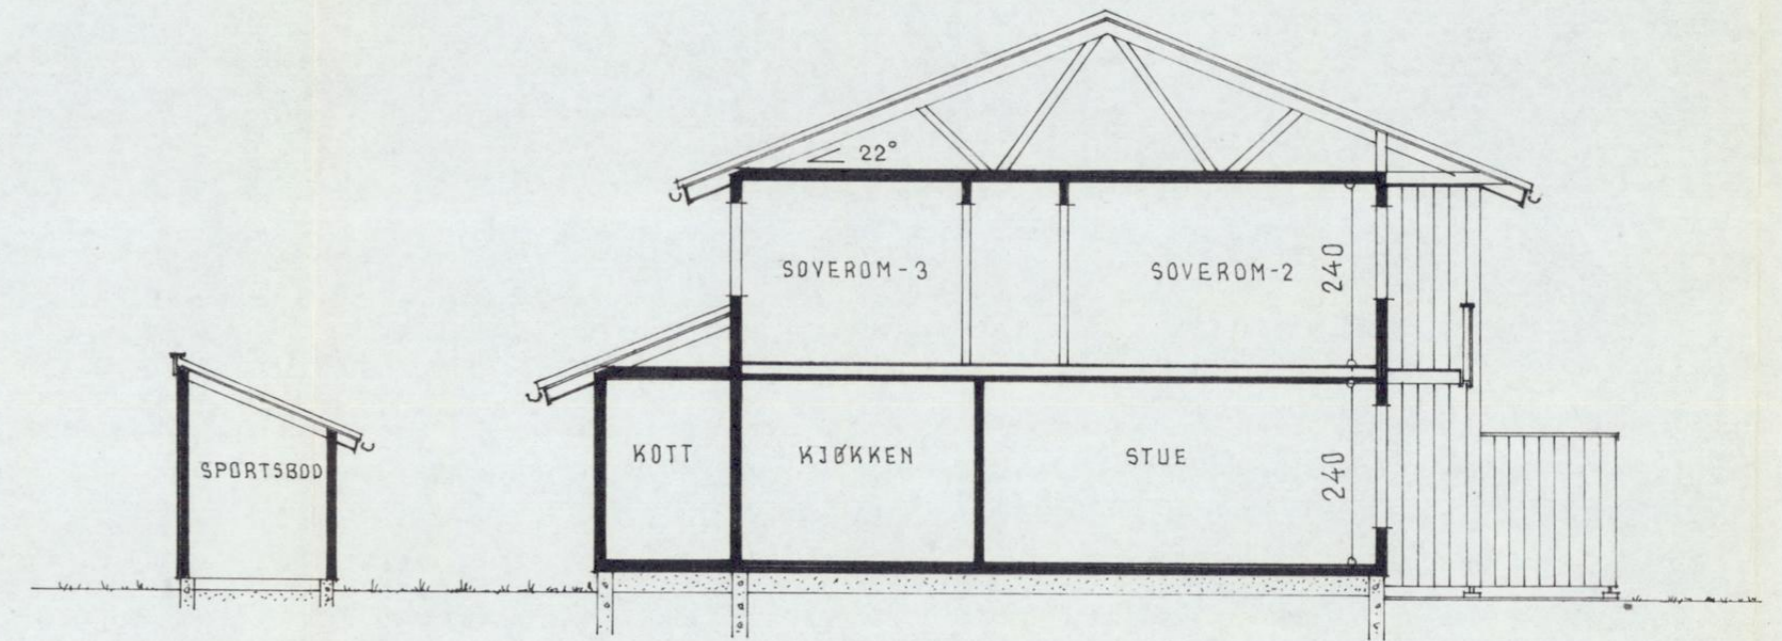 22°
SOVEROM-3
SOVEROM-2
240
SPORTSBOD
KOTT
KJØKKEN
STUE
240